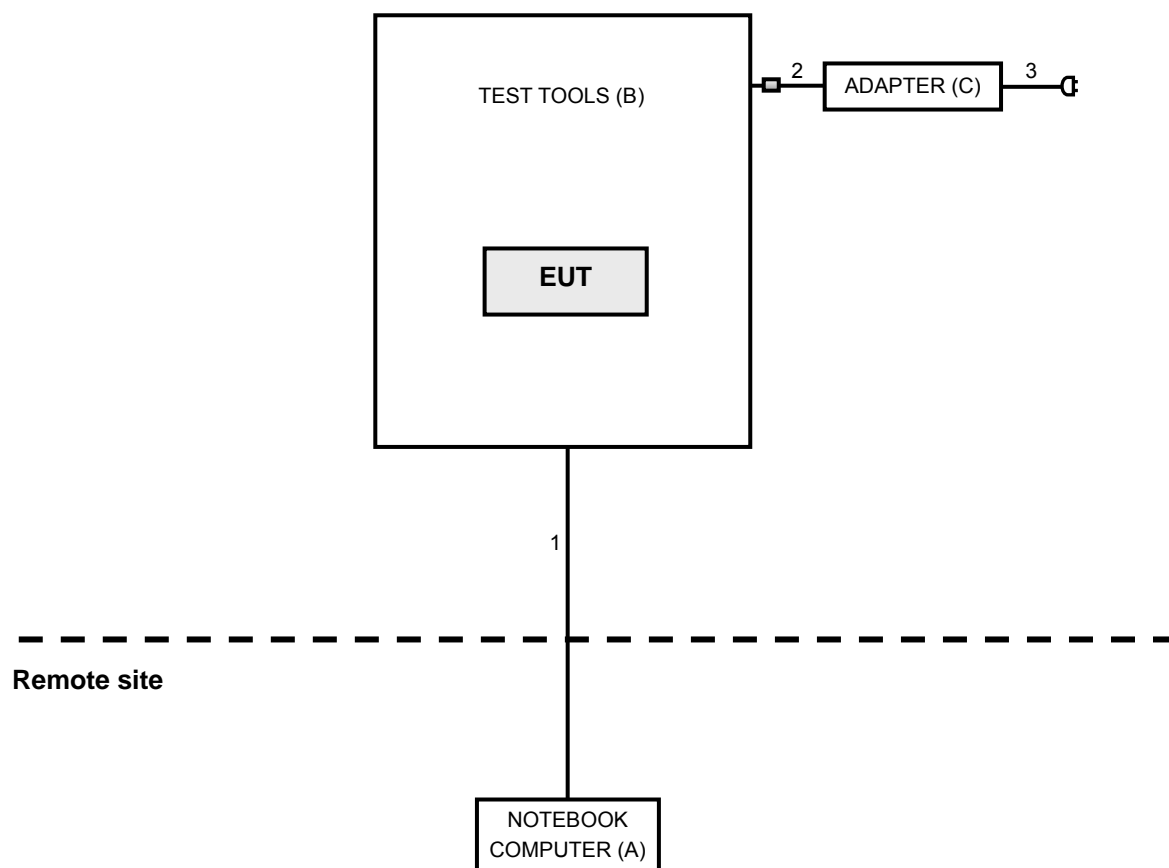 2
3
ADAPTER (C)
TEST TOOLS (B)
EUT
1
Remote site
NOTEBOOK
COMPUTER (A)